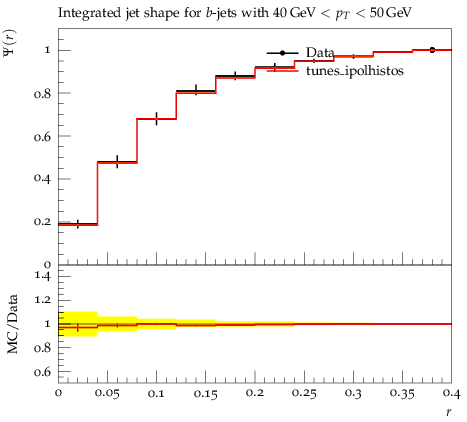 Integrated jet shape for b-jets with 40 GeV < p_T < 50 GeV
Ψ(r)
Data
tunes_ipolhistos
1
0.8
0.6
0.4
0.2
0
MC/Data
1.4
1.2
1
0.8
0.6
0 0.05 0.1 0.15 0.2 0.25 0.3 0.35 0.4
r